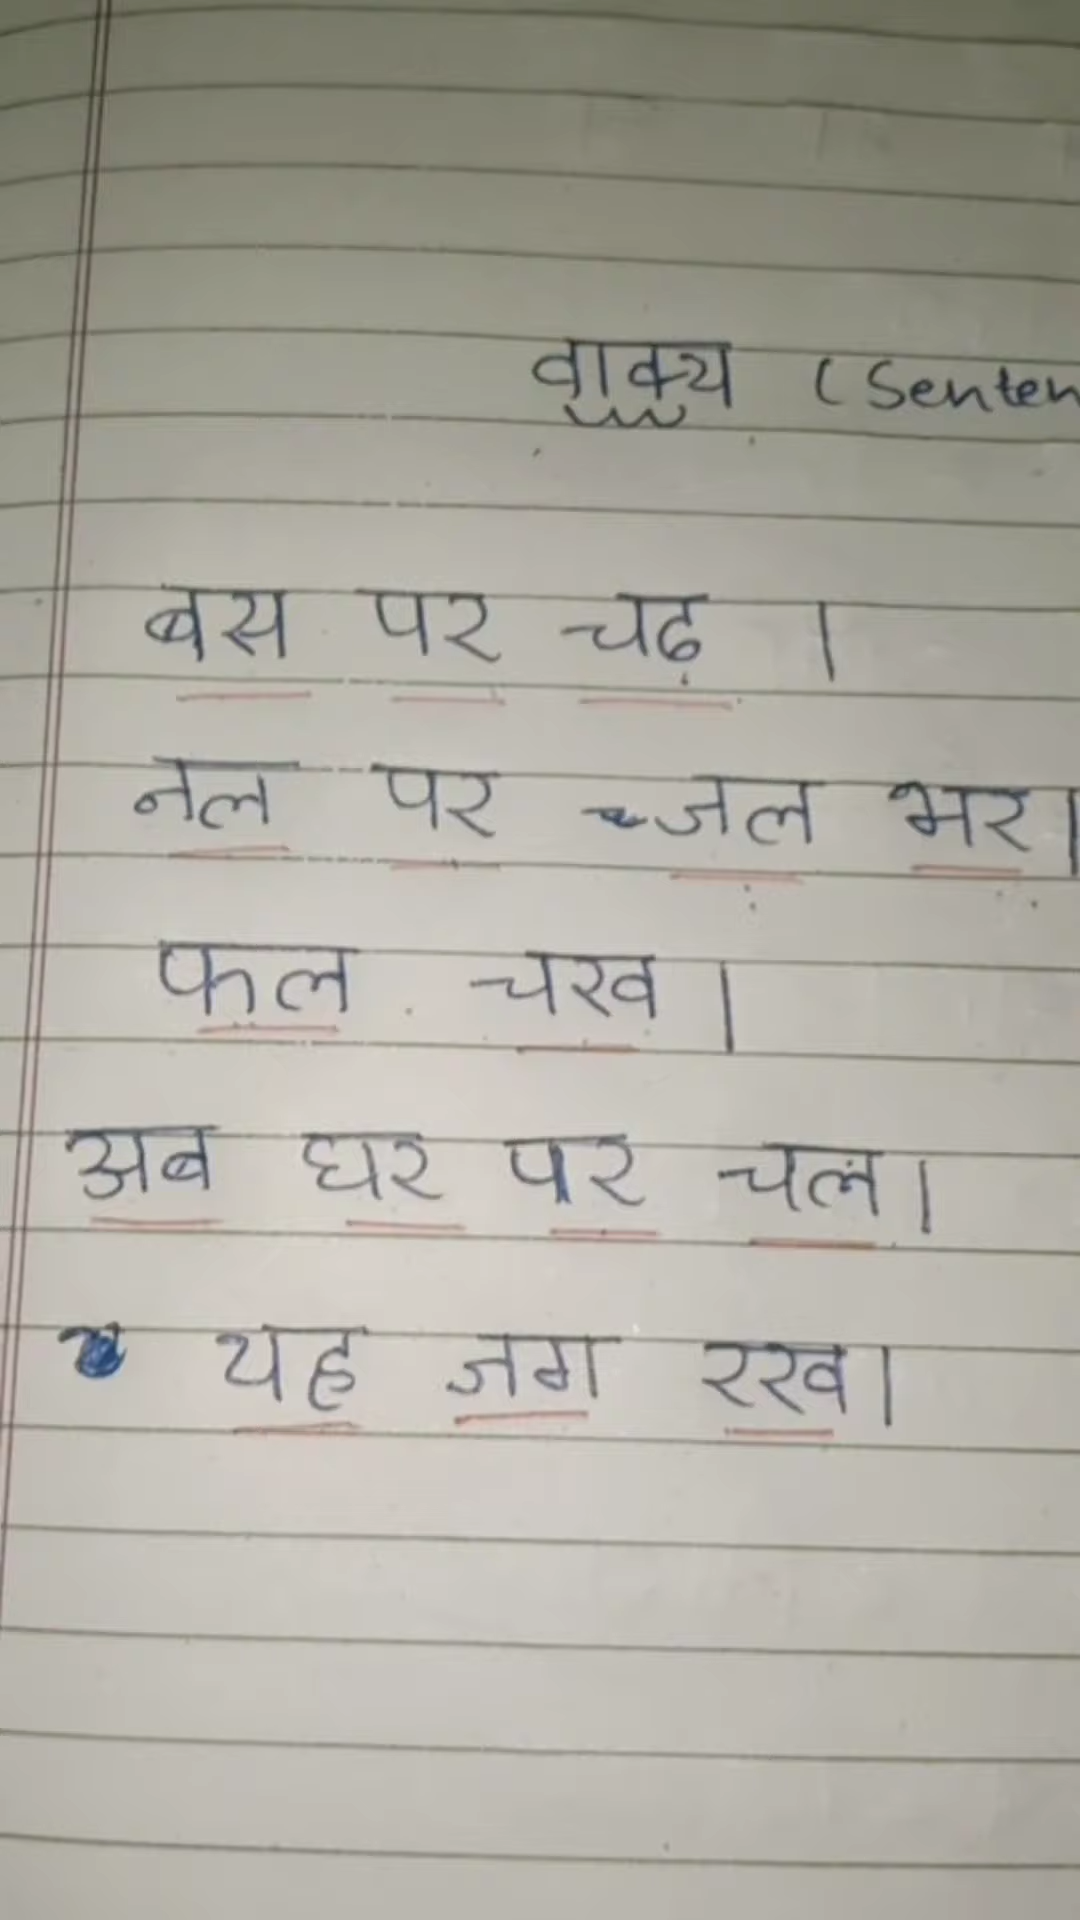 वाक्य (Senten
बस पर चढ़ ।
नल पर जल भर।
फल चख।
अब घर पर चल।
यह जग रख।